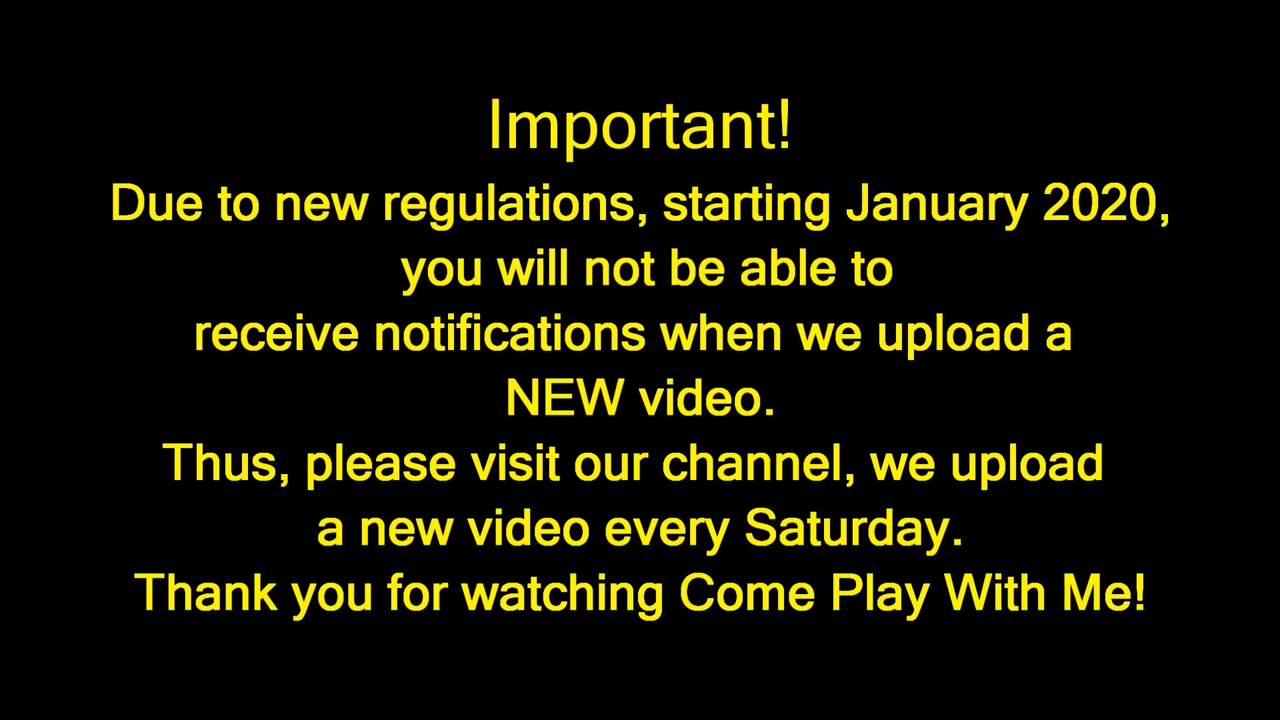 Important!
Due to new regulations, starting January 2020,
you will not be able to
receive notifications when we upload a
NEW video.
Thus, please visit our channel, we upload
a new video every Saturday.
Thank you for watching Come Play With Me!